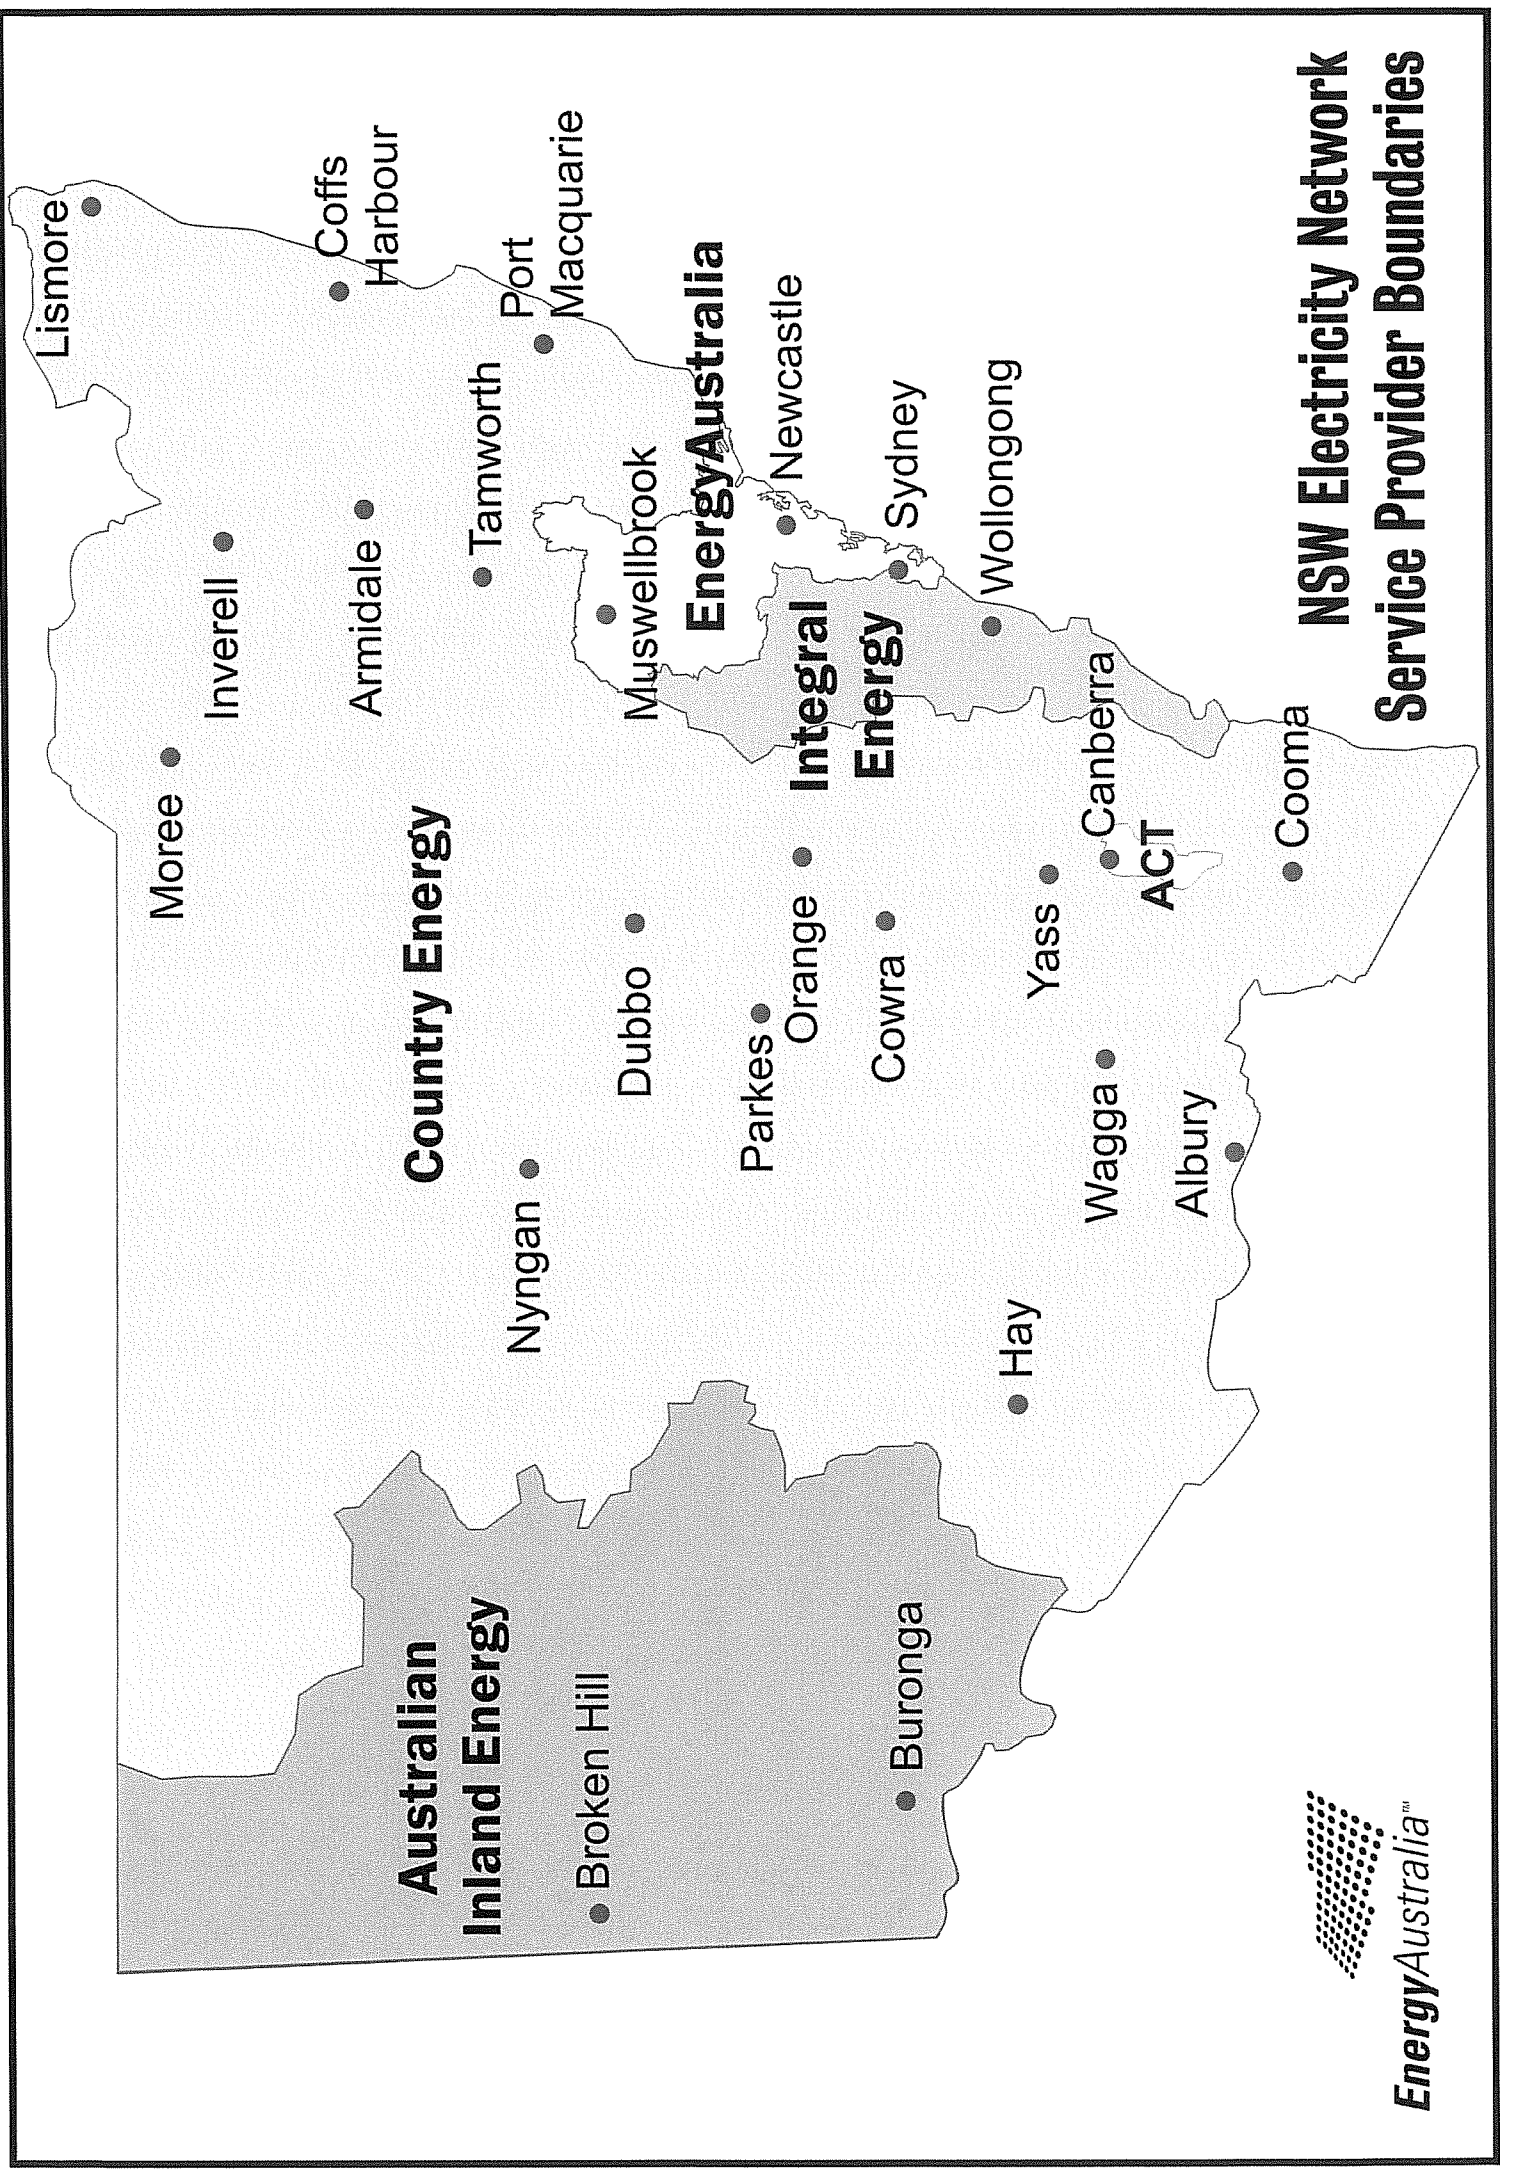 Lismore
Moree
Inverell
Coffs
Harbour
Armidale
Country Energy
Tamworth
Port
Macquarie
Nyngan
Australian
Inland Energy
Broken Hill
Dubbo
Muswellbrook
EnergyAustralia
Newcastle
Parkes
Orange
Integral
Energy
Sydney
Cowra
Buronga
Wollongong
Hay
Yass
Canberra
ACT
Wagga
Albury
Cooma
NSW Electricity Network
Service Provider Boundaries
EnergyAustralia™